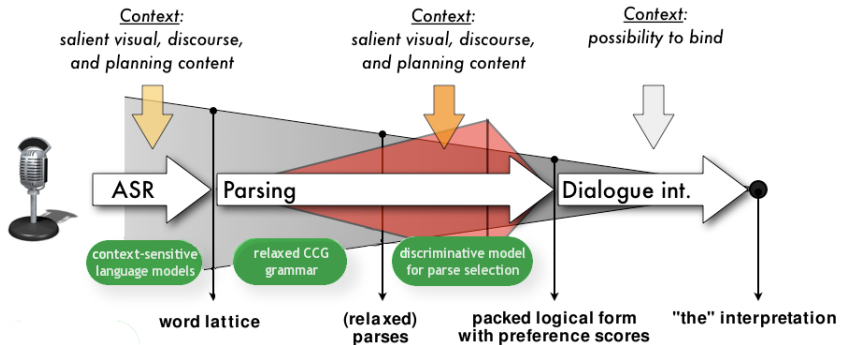 Context:
salient visual, discourse,
and planning content
Context:
salient visual, discourse,
and planning content
Context:
possibility to bind
ASR
Parsing
Dialogue int.
context-sensitive
language models
relaxed CCG
grammar
discriminative model
for parse selection
word lattice
(relaxed)
parses
packed logical form
with preference scores
"the" interpretation